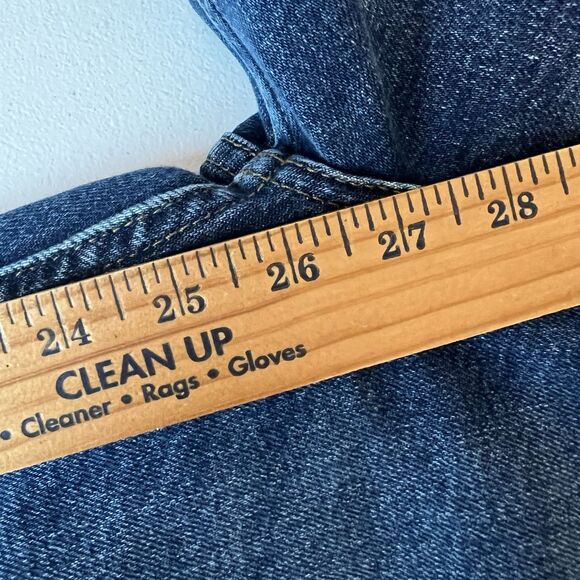 24 25 26 27 28
CLEAN UP
• Cleaner • Rags • Gloves